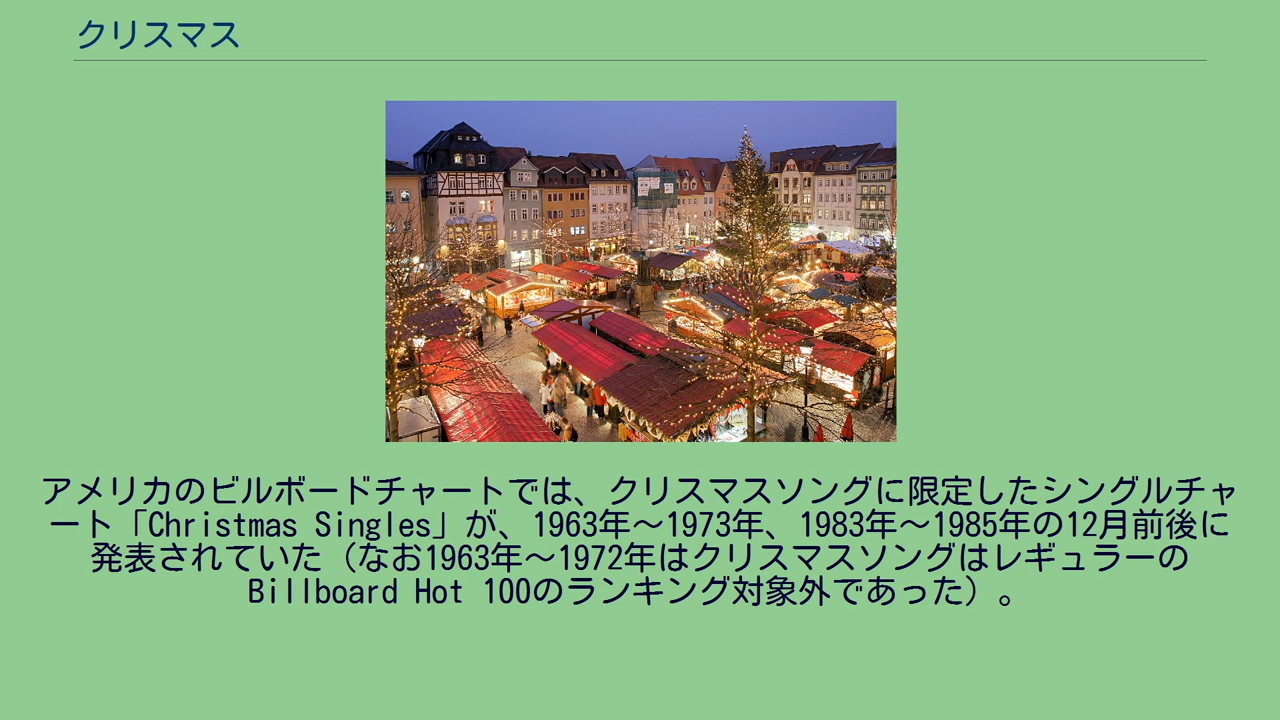 クリスマス
アメリカのビルボードチャートでは、クリスマスソングに限定したシングルチャ
ート「Christmas Singles」が、1963年〜1973年、1983年〜1985年の12月前後に
発表されていた（なお1963年〜1972年はクリスマスソングはレギュラーの
Billboard Hot 100のランキング対象外であった）。